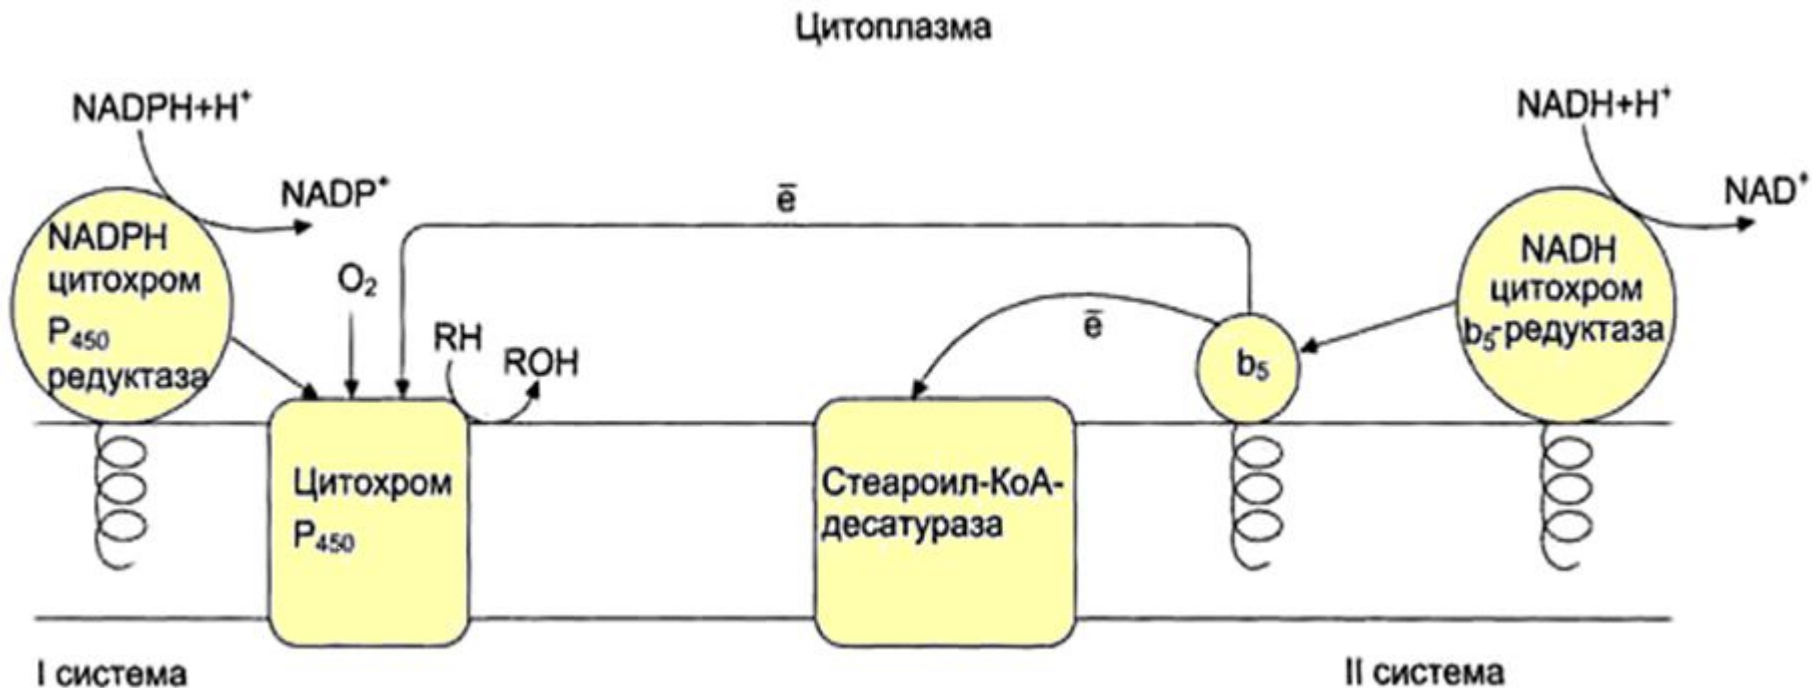 Цитоплазма
NADPH+H⁺
NADP⁺
NADPH
цитохром
P₄₅₀
редуктаза
O₂
RH
ROH
Цитохром
P₄₅₀
ē
ē
Стеароил-КоА-
десатураза
b₅
NADH+H⁺
NAD⁺
NADH
цитохром
b₅-редуктаза
I система
II система